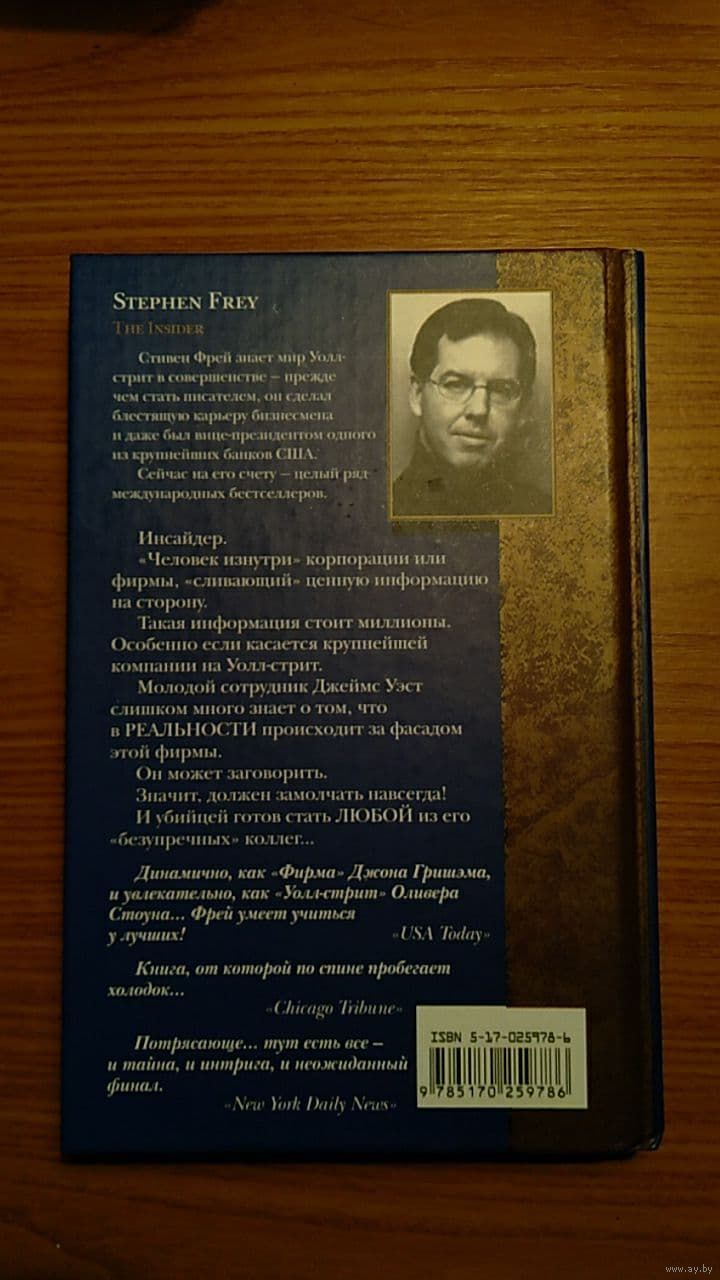 STEPHEN FREY
THE INSIDER
Стивен Фрей знает мир Уолл-
стрит в совершенстве – прежде
чем стать писателем, он сделал
блестящую карьеру бизнесмена
и даже был вице-президентом одного
из крупнейших банков США.
Сейчас на его счету – целый ряд
международных бестселлеров.
Инсайдер.
«Человек изнутри» корпорации или
фирмы, «сливающий» ценную информацию
на сторону.
Такая информация стоит миллионы.
Особенно если касается крупнейшей
компании на Уолл-стрит.
Молодой сотрудник Джеймс Уэст
слишком много знает о том, что
в РЕАЛЬНОСТИ происходит за фасадом
этой фирмы.
Он может заговорить.
Значит, должен замолчать навсегда!
И убийцей готов стать ЛЮБОЙ из его
«безупречных» коллег...
Динамично, как «Фирма» Джона Гришэма,
и увлекательно, как «Уолл-стрит» Оливера
Стоуна... Фрей умеет учиться
у лучших!
«USA Today»
Книга, от которой по спине пробегает
холодок...
«Chicago Tribune»
Потрясающе... тут есть все –
и тайна, и интрига, и неожиданный
финал.
«New York Daily News»
ISBN 5-17-025978-6
9 785170 259786
www.ay.by